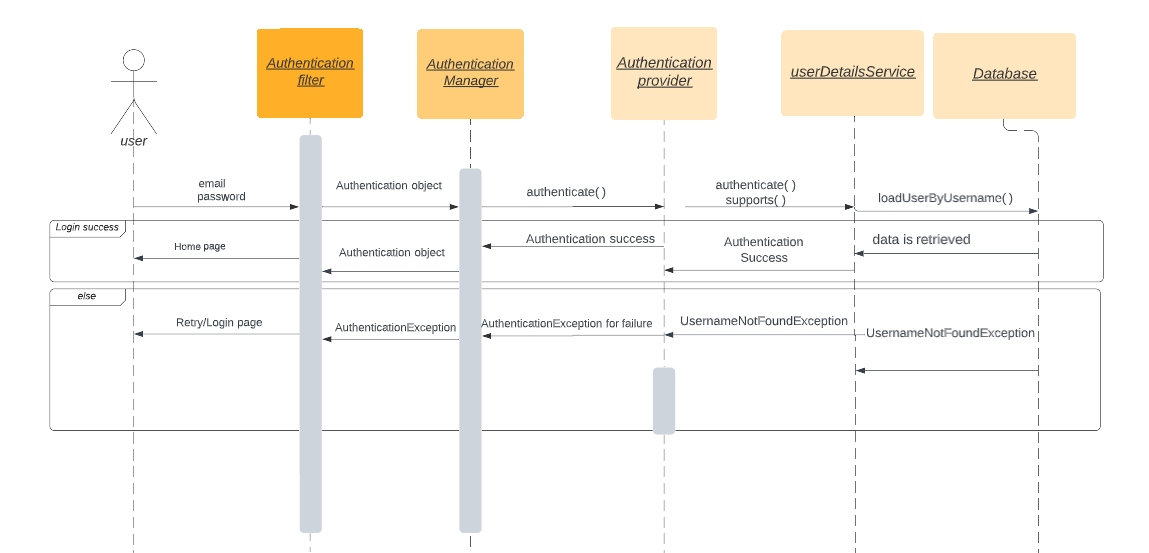 Authentication
filter
Authentication
Manager
Authentication
provider
userDetailsService
Database
user
email
password
Authentication object
authenticate( )
authenticate( )
supports( )
loadUserByUsername( )
Login success
Home page
Authentication object
Authentication success
Authentication
Success
data is retrieved
else
Retry/Login page
AuthenticationException
AuthenticationException for failure
UsernameNotFoundException
UsernameNotFoundException